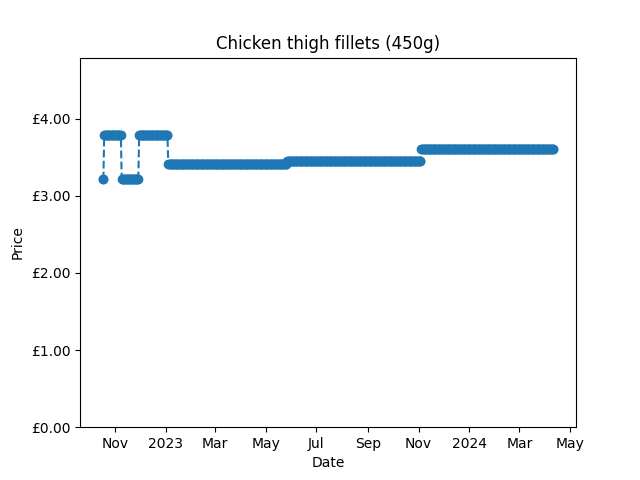 Chicken thigh fillets (450g)
£4.00
£3.00
£2.00
£1.00
£0.00
Price
Nov 2023 Mar May Jul Sep Nov 2024 Mar May
Date